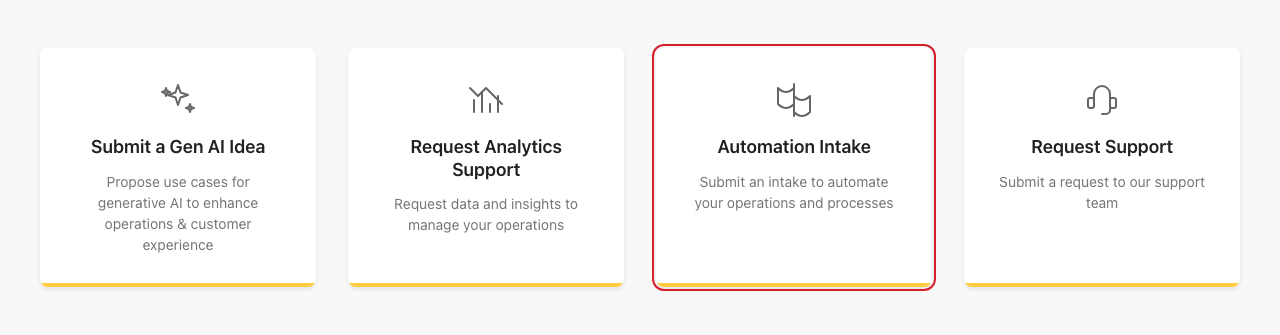 Submit a Gen AI Idea
Propose use cases for
generative AI to enhance
operations & customer
experience
Request Analytics
Support
Request data and insights to
manage your operations
Automation Intake
Submit an intake to automate
your operations and processes
Request Support
Submit a request to our support
team